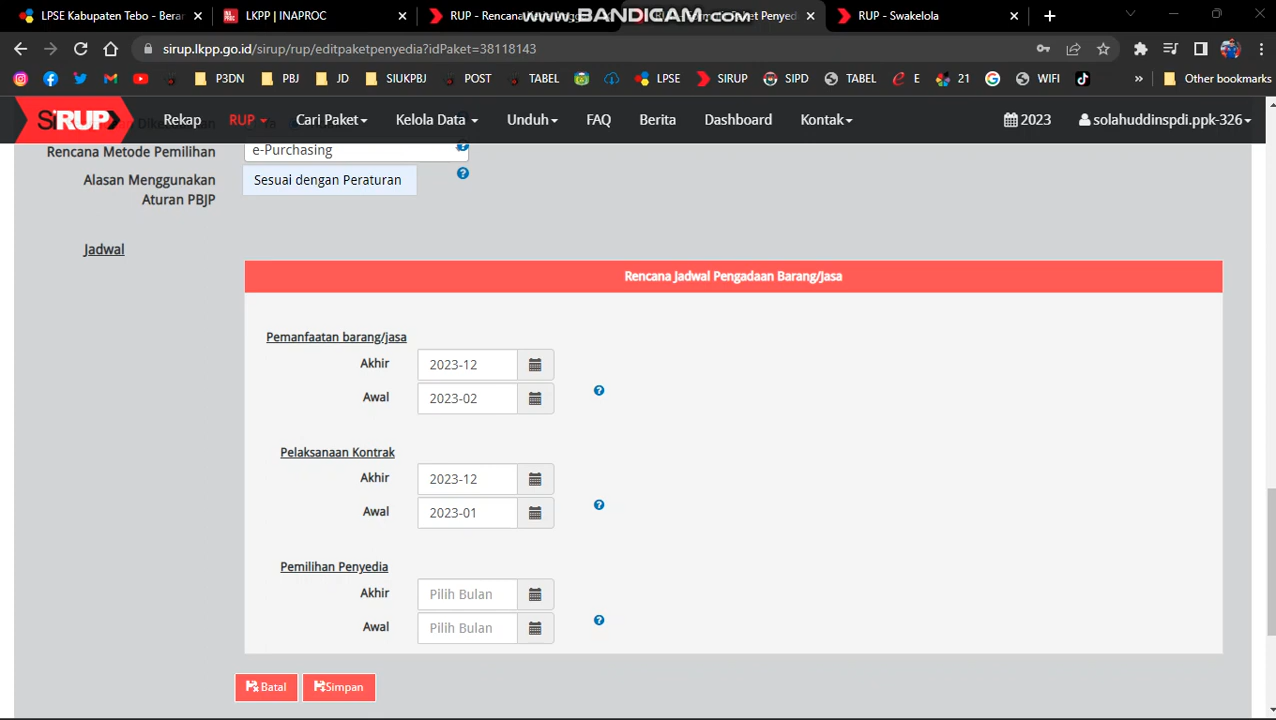 LPSE Kabupaten Tebo - Bera
LKPP | INAPROC
RUP - Rencana
www.BANDICAM.com
Penyed
RUP - Swakelola
sirup.lkpp.go.id/sirup/rup/editpaketpenyedia?idPaket=38118143
P3DN
PBJ
JD
SIUKPBJ
POST
TABEL
LPSE
SIRUP
SIPD
TABEL
E
21
WIFI
»
Other bookmarks
SiRUP
Rekap
RUP
Cari Paket
Kelola Data
Unduh
FAQ
Berita
Dashboard
Kontak
2023
solahuddinspdi.ppk-326
Rencana Metode Pemilihan
e-Purchasing
Alasan Menggunakan
Aturan PBJP
Sesuai dengan Peraturan
Jadwal
Rencana Jadwal Pengadaan Barang/Jasa
Pemanfaatan barang/jasa
Akhir 2023-12
Awal 2023-02
Pelaksanaan Kontrak
Akhir 2023-12
Awal 2023-01
Pemilihan Penyedia
Akhir Pilih Bulan
Awal Pilih Bulan
Batal
Simpan